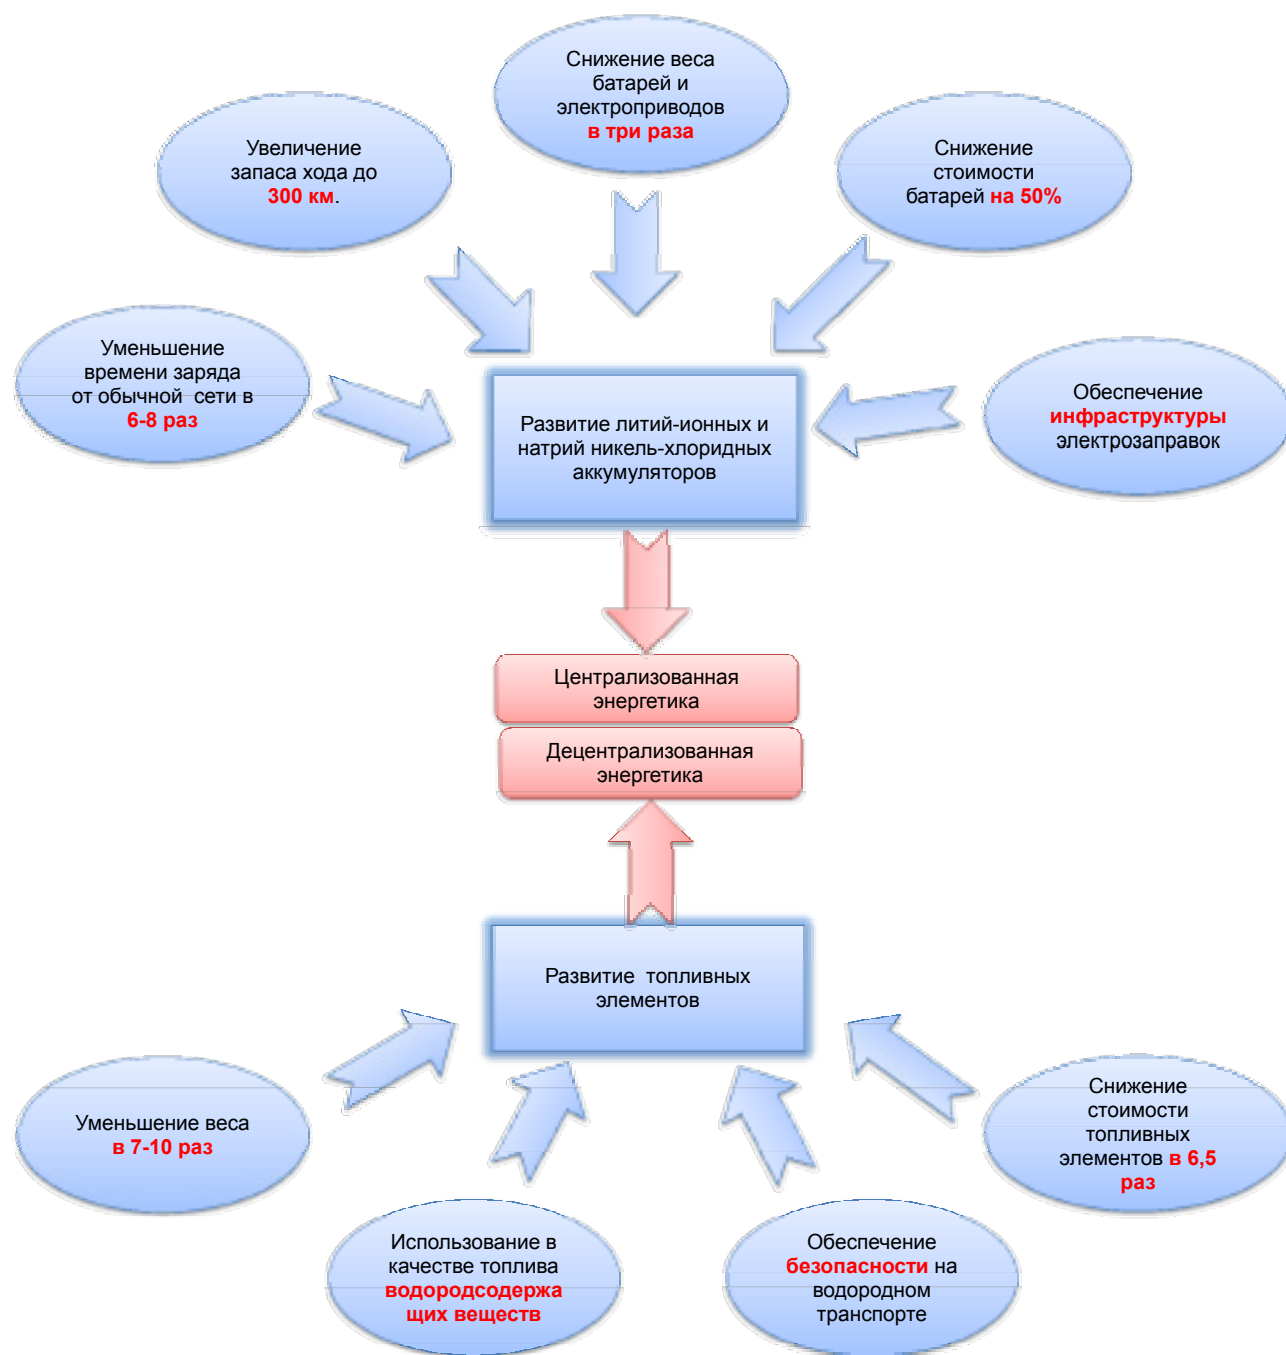 Снижение веса
батарей и
электроприводов
в три раза
Увеличение
запаса хода до
300 км.
Снижение
стоимости
батарей на 50%
Уменьшение
времени заряда
от обычной сети в
6-8 раз
Развитие литий-ионных и
натрий никель-хлоридных
аккумуляторов
Обеспечение
инфраструктуры
электрозаправок
Централизованная
энергетика
Децентрализованная
энергетика
Развитие топливных
элементов
Уменьшение веса
в 7-10 раз
Снижение
стоимости
топливных
элементов в 6,5
раз
Использование в
качестве топлива
водородсодержа
щих веществ
Обеспечение
безопасности на
водородном
транспорте